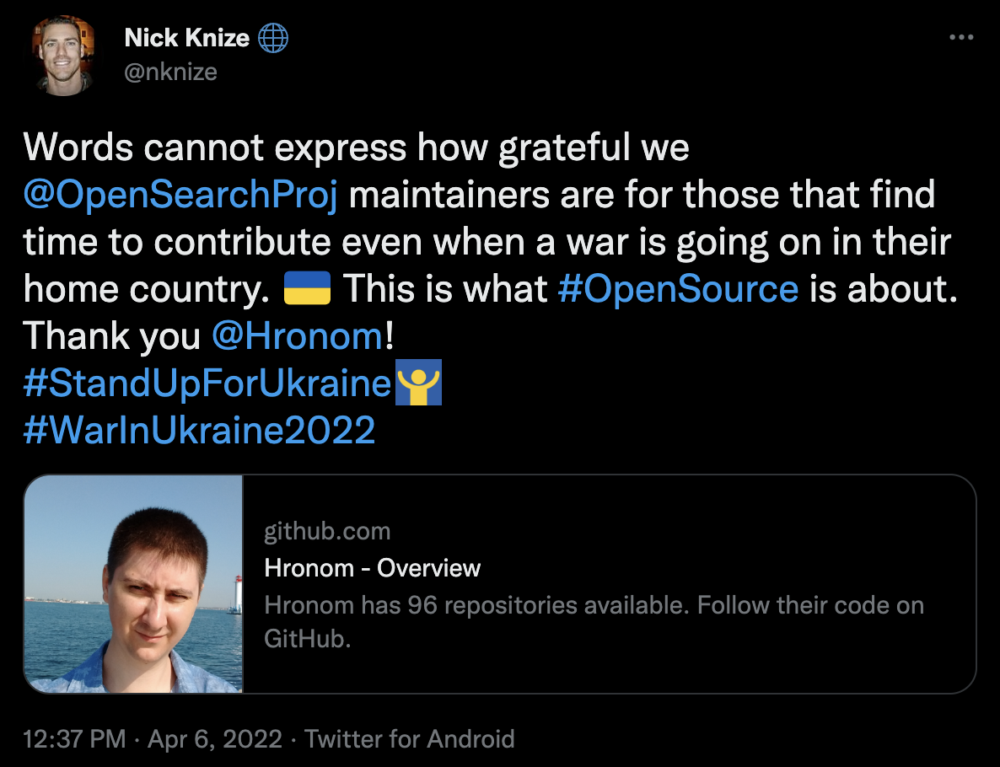 Nick Knize 🌐
@nknize
Words cannot express how grateful we
@OpenSearchProj maintainers are for those that find
time to contribute even when a war is going on in their
home country. 🇺🇦 This is what #OpenSource is about.
Thank you @Hronom!
#StandUpForUkraine
#WarInUkraine2022
github.com
Hronom - Overview
Hronom has 96 repositories available. Follow their code on
GitHub.
12:37 PM · Apr 6, 2022 · Twitter for Android